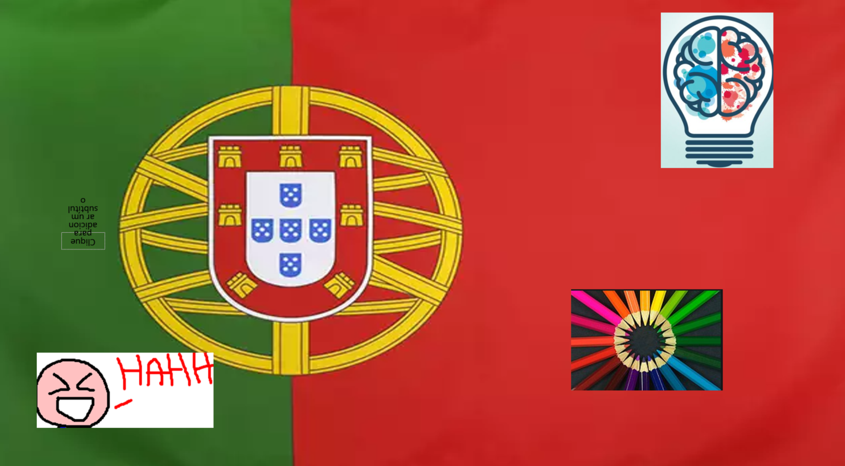 Clique
para
adicion
ar um
subtítul
o
HAHH